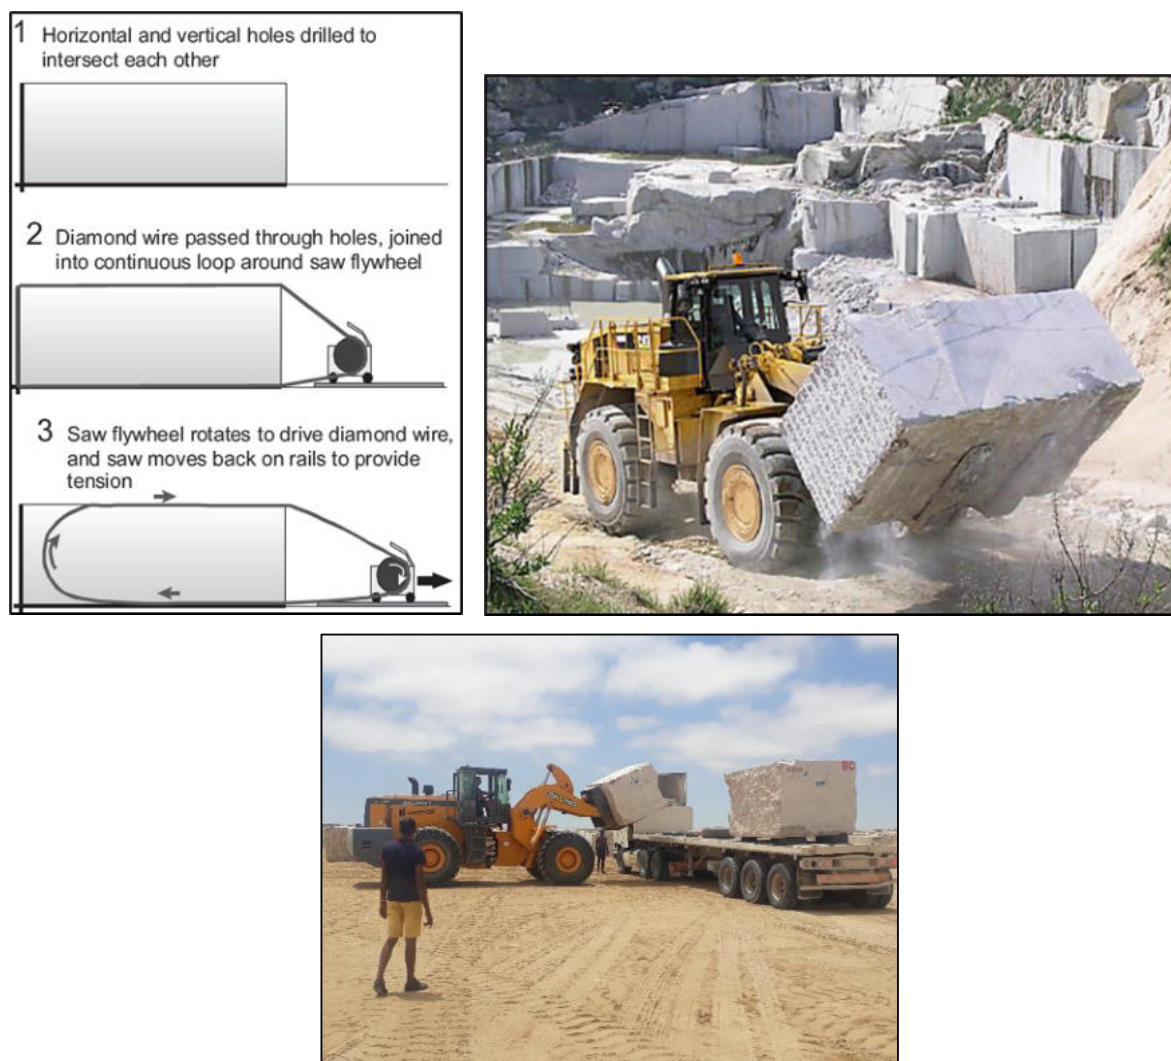 1 Horizontal and vertical holes drilled to
intersect each other
2 Diamond wire passed through holes, joined
into continuous loop around saw flywheel
3 Saw flywheel rotates to drive diamond wire,
and saw moves back on rails to provide
tension
CAT